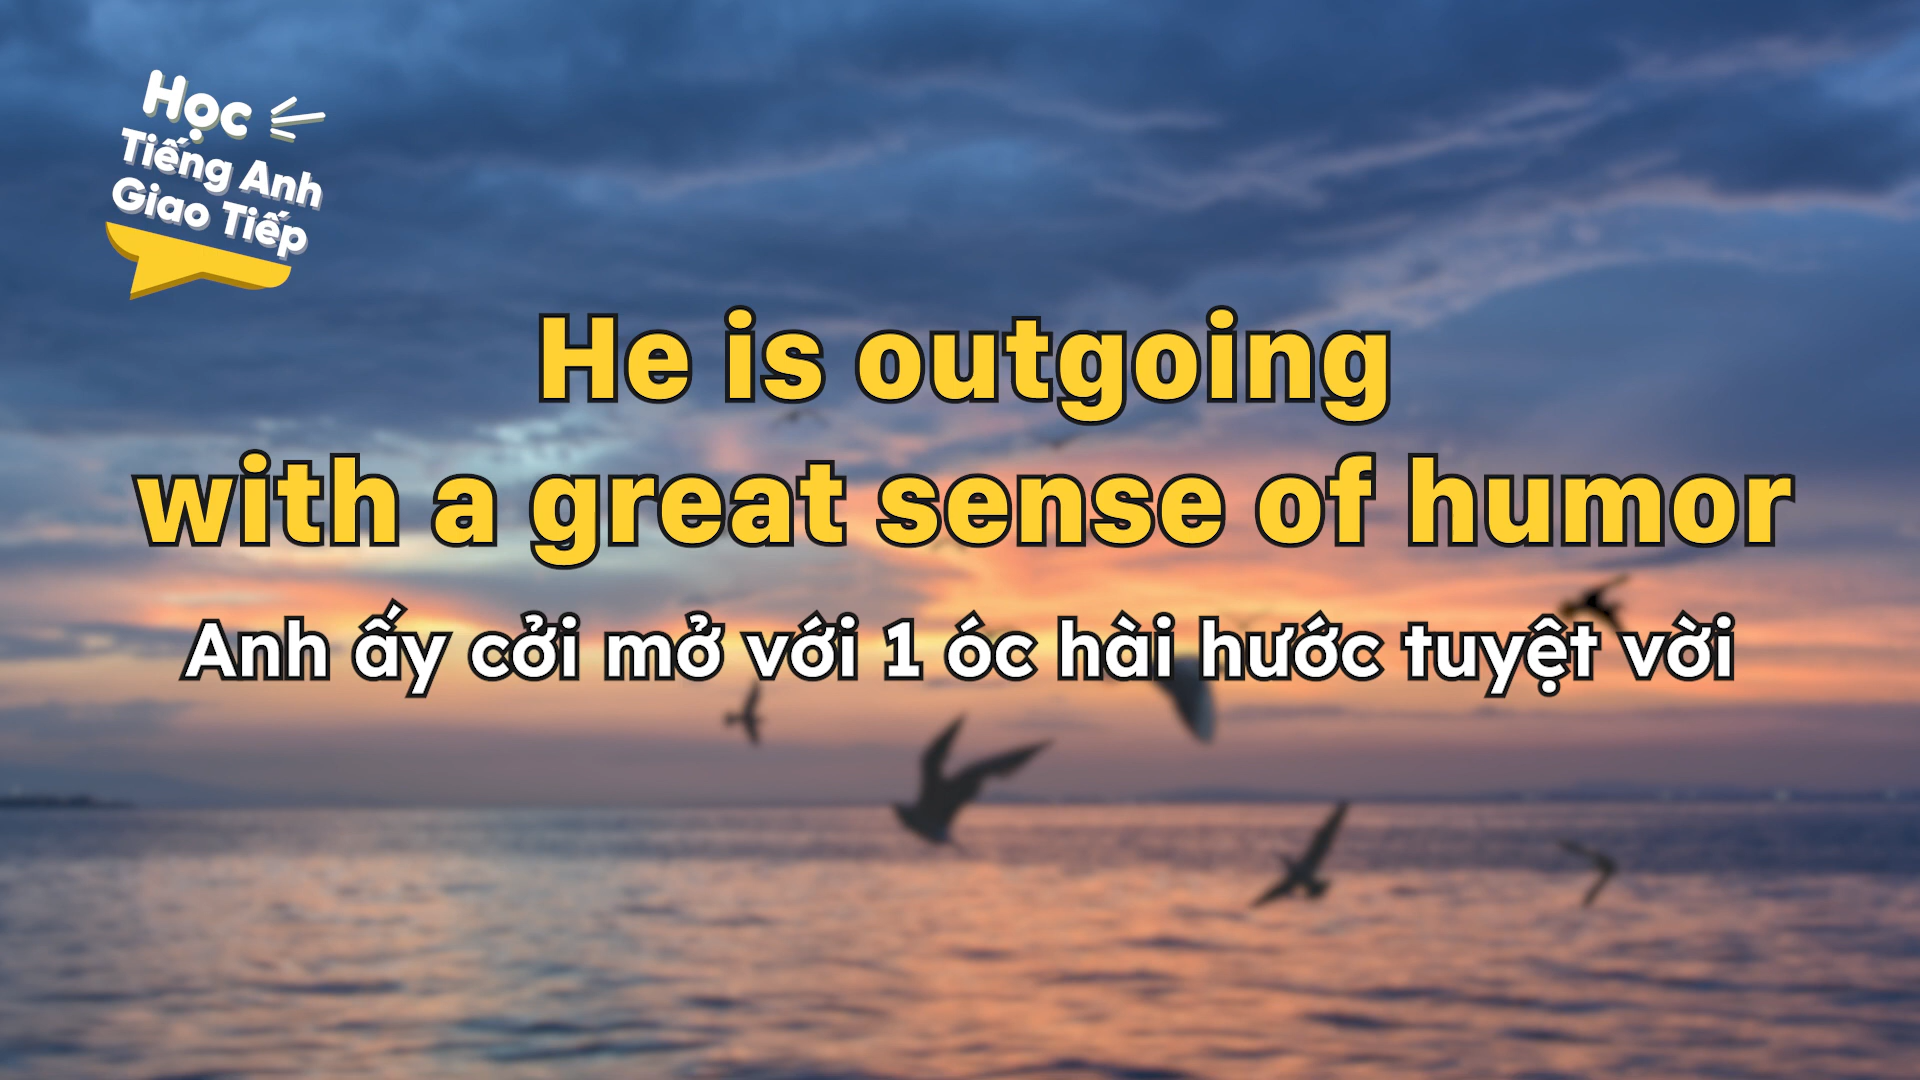 Học
Tiếng Anh
Giao Tiếp
He is outgoing
with a great sense of humor
Anh ấy cởi mở với 1 óc hài hước tuyệt vời